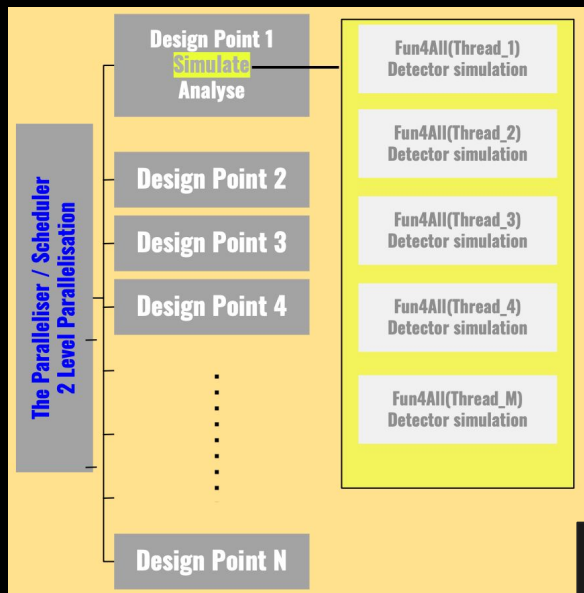 The Paralleliser / Scheduler
2 Level Parallelisation
Design Point 1
Simulate
Analyse
Design Point 2
Design Point 3
Design Point 4
Design Point N
Fun4All(Thread_1)
Detector simulation
Fun4All(Thread_2)
Detector simulation
Fun4All(Thread_3)
Detector simulation
Fun4All(Thread_4)
Detector simulation
Fun4All(Thread_M)
Detector simulation